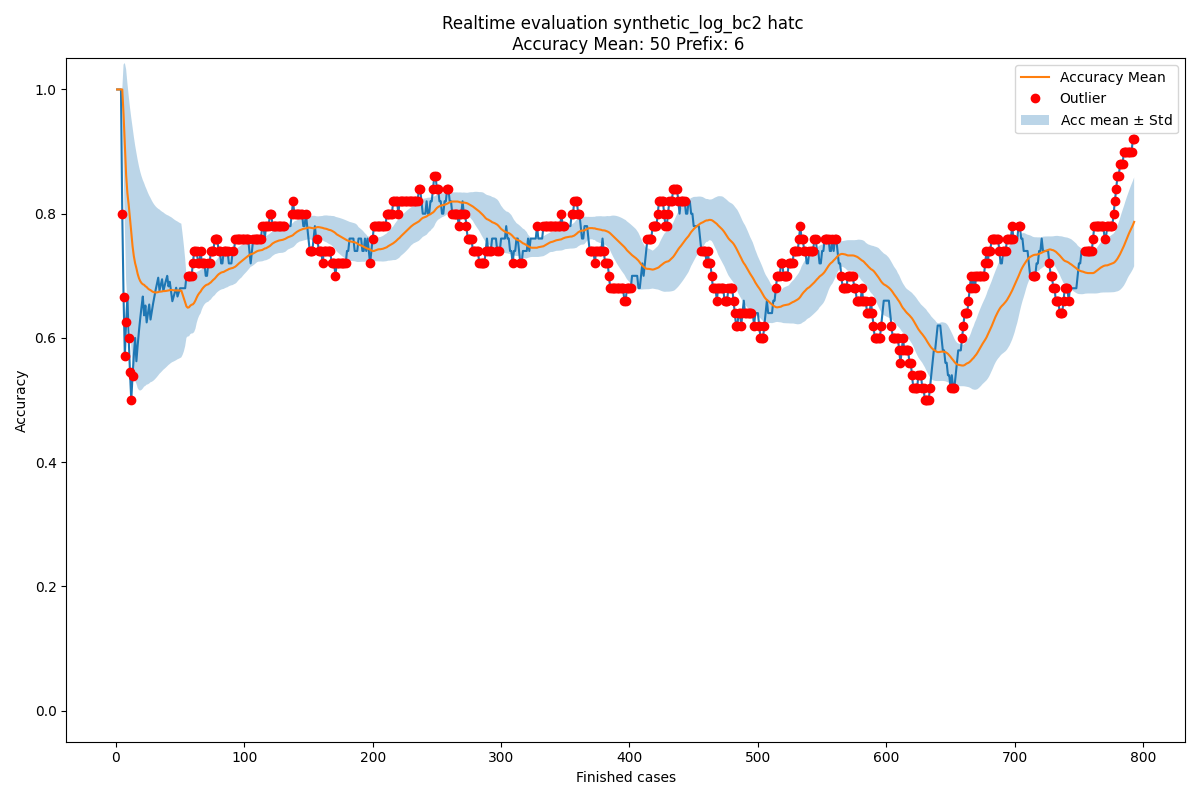 Realtime evaluation synthetic_log_bc2 hatc
Accuracy Mean: 50 Prefix: 6
Accuracy Mean
Outlier
Acc mean ± Std
1.0
0.8
0.6
0.4
0.2
0.0
Accuracy
0 100 200 300 400 500 600 700 800
Finished cases